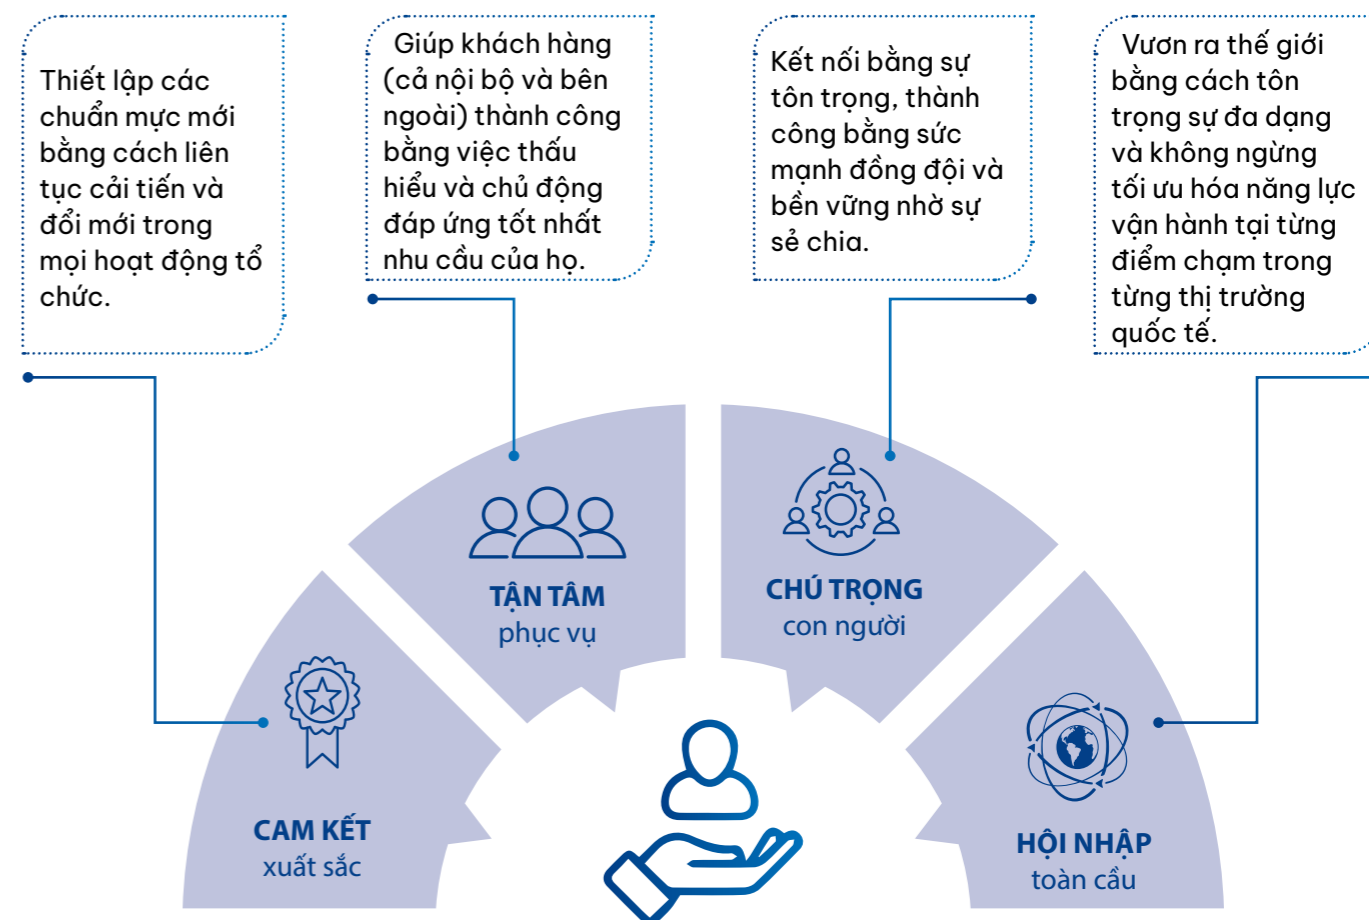 Thiết lập các
chuẩn mực mới
bằng cách liên
tục cải tiến và
đổi mới trong
mọi hoạt động tổ
chức.
Giúp khách hàng
(cả nội bộ và bên
ngoài) thành công
bằng việc thấu
hiểu và chủ động
đáp ứng tốt nhất
nhu cầu của họ.
Kết nối bằng sự
tôn trọng, thành
công bằng sức
mạnh đồng đội và
bền vững nhờ sự
sẻ chia.
Vươn ra thế giới
bằng cách tôn
trọng sự đa dạng
và không ngừng
tối ưu hóa năng lực
vận hành tại từng
điểm chạm trong
từng thị trường
quốc tế.
CAM KẾT
xuất sắc
TẬN TÂM
phục vụ
CHÚ TRỌNG
con người
HỘI NHẬP
toàn cầu